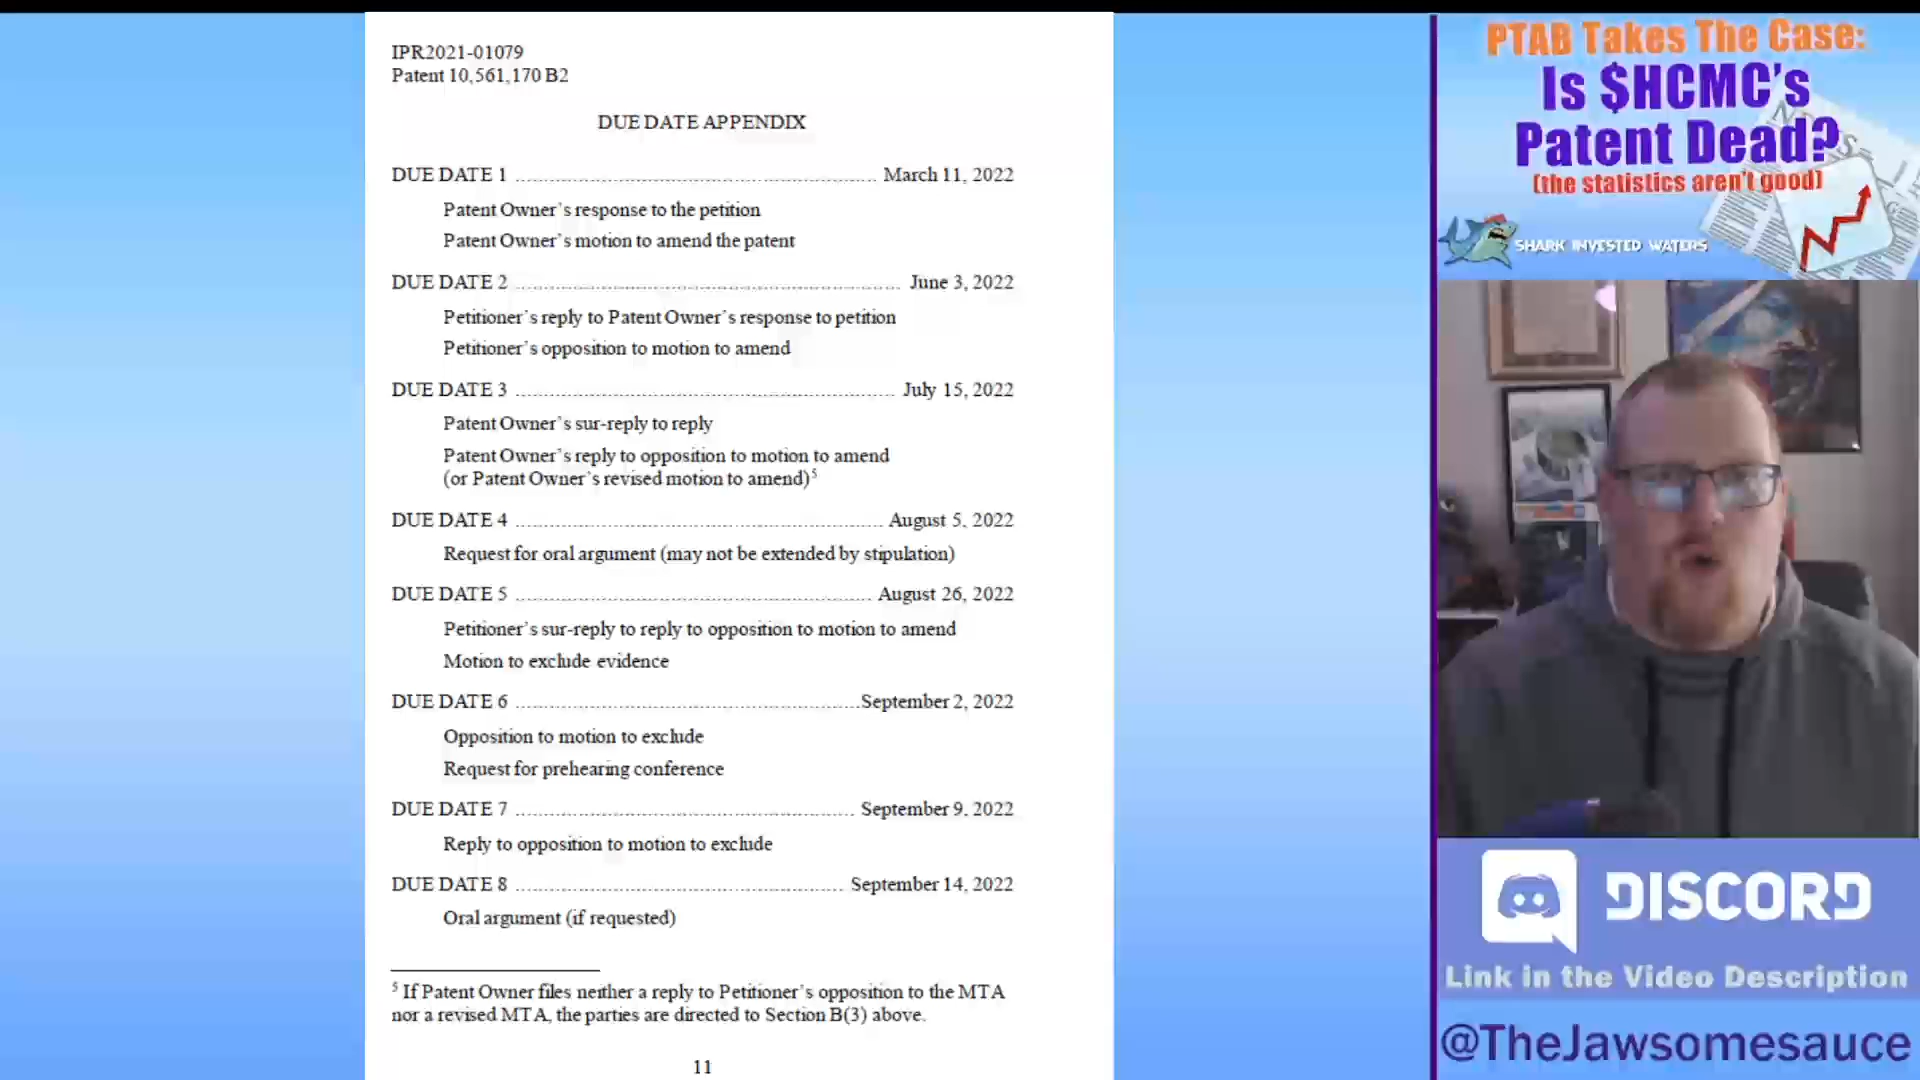 IPR2021-01079
Patent 10,561,170 B2
DUE DATE APPENDIX
DUE DATE 1 ........................................................................ March 11, 2022
Patent Owner’s response to the petition
Patent Owner’s motion to amend the patent
DUE DATE 2 ............................................................................. June 3, 2022
Petitioner’s reply to Patent Owner’s response to petition
Petitioner’s opposition to motion to amend
DUE DATE 3 ............................................................................ July 15, 2022
Patent Owner’s sur-reply to reply
Patent Owner’s reply to opposition to motion to amend
(or Patent Owner’s revised motion to amend)5
DUE DATE 4 ......................................................................... August 5, 2022
Request for oral argument (may not be extended by stipulation)
DUE DATE 5 ....................................................................... August 26, 2022
Petitioner’s sur-reply to reply to opposition to motion to amend
Motion to exclude evidence
DUE DATE 6 .....................................................................September 2, 2022
Opposition to motion to exclude
Request for prehearing conference
DUE DATE 7 .................................................................... September 9, 2022
Reply to opposition to motion to exclude
DUE DATE 8 .................................................................. September 14, 2022
Oral argument (if requested)
5 If Patent Owner files neither a reply to Petitioner’s opposition to the MTA
nor a revised MTA, the parties are directed to Section B(3) above.
11
PTAB Takes The Case:
Is $HCMC's
Patent Dead?
(the statistics aren't good)
SHARK INVESTED WATERS
DISCORD
Link in the Video Description
@TheJawsomesauce